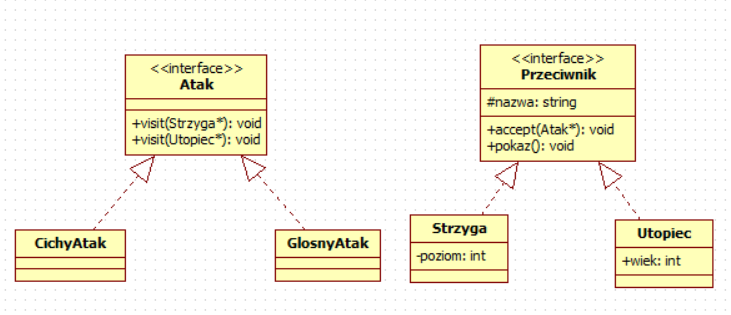 <<interface>>
Atak
+visit(Strzyga*): void
+visit(Utopiec*): void
<<interface>>
Przeciwnik
#nazwa: string
+accept(Atak*): void
+pokaz(): void
CichyAtak
GlosnyAtak
Strzyga
-poziom: int
Utopiec
+wiek: int